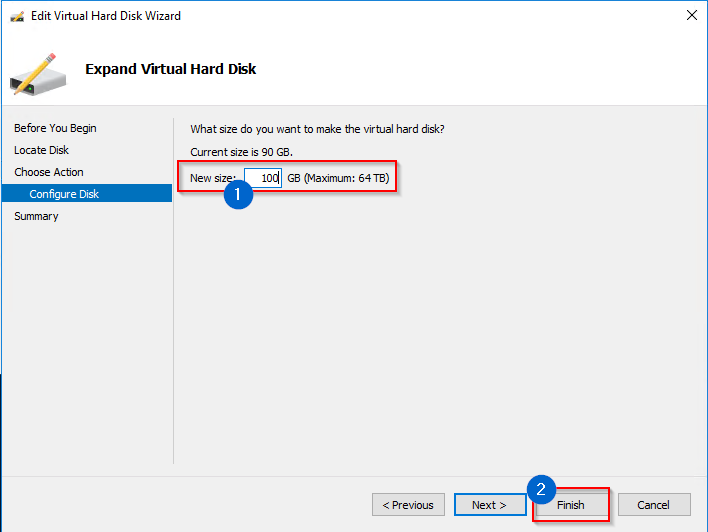 Edit Virtual Hard Disk Wizard
Expand Virtual Hard Disk
Before You Begin
Locate Disk
Choose Action
Configure Disk
Summary
What size do you want to make the virtual hard disk?
Current size is 90 GB.
New size: 100 GB (Maximum: 64 TB)
1
2
< Previous
Next >
Finish
Cancel